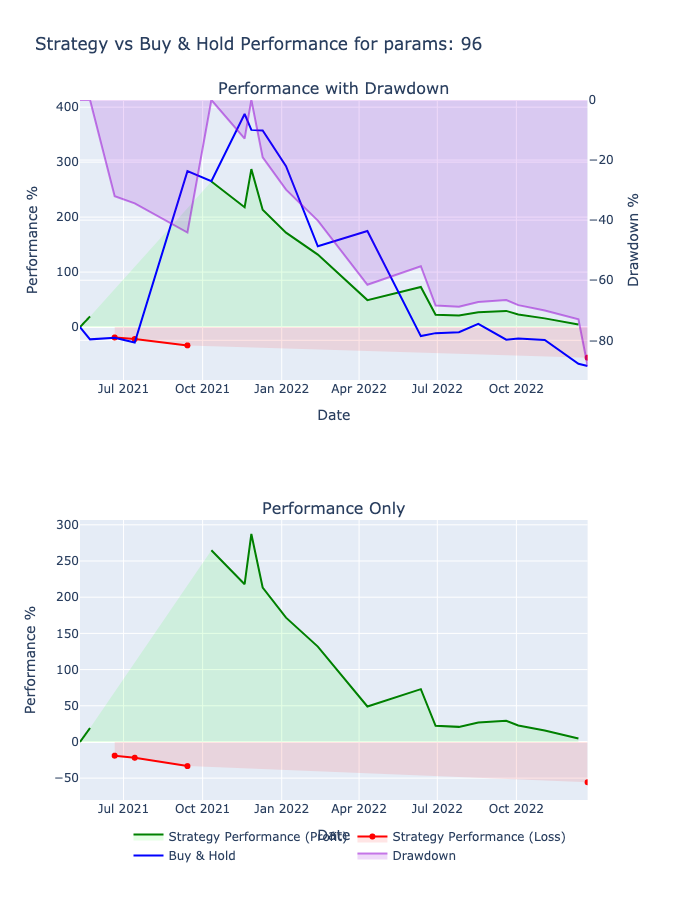 Strategy vs Buy & Hold Performance for params: 96
Performance with Drawdown
400
300
200
100
0
Performance %
0
−20
−40
−60
−80
Drawdown %
Jul 2021
Oct 2021
Jan 2022
Apr 2022
Jul 2022
Oct 2022
Date
Performance Only
300
250
200
150
100
50
0
−50
Performance %
Jul 2021
Oct 2021
Jan 2022
Apr 2022
Jul 2022
Oct 2022
Date
Strategy Performance (Profit)
Strategy Performance (Loss)
Buy & Hold
Drawdown